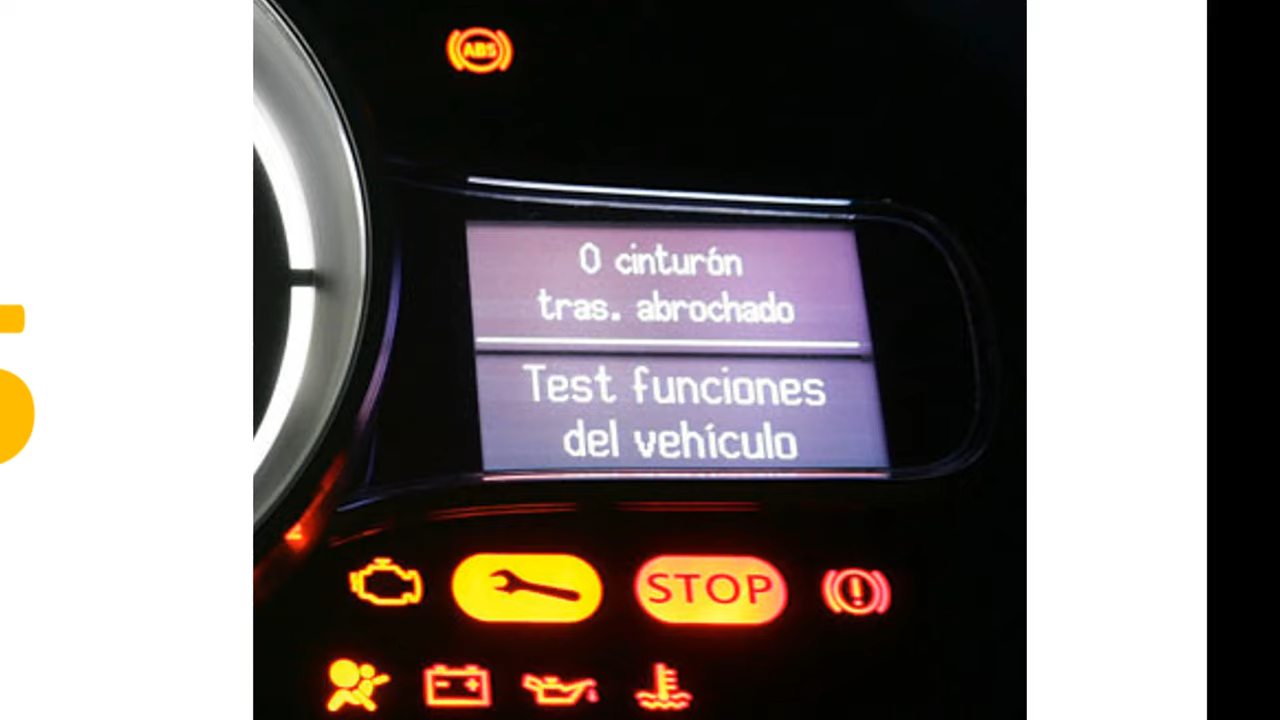 ABS
0 cinturón
tras. abrochado
Test funciones
del vehículo
STOP